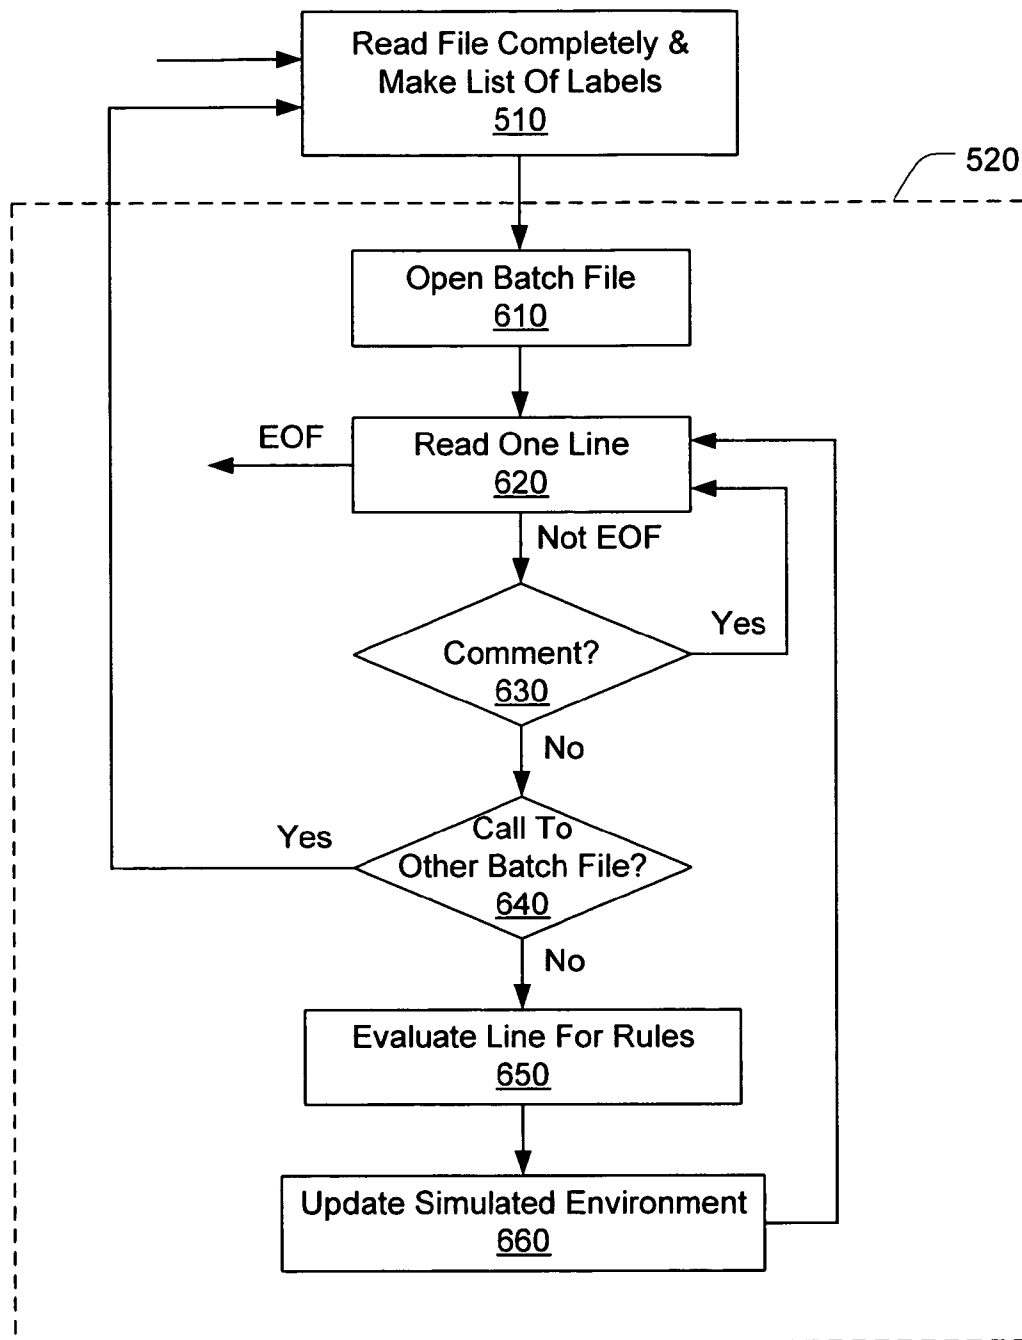 Read File Completely &
Make List Of Labels
510
520
Open Batch File
610
EOF
Read One Line
620
Not EOF
Yes
Comment?
630
No
Yes
Call To
Other Batch File?
640
No
Evaluate Line For Rules
650
Update Simulated Environment
660